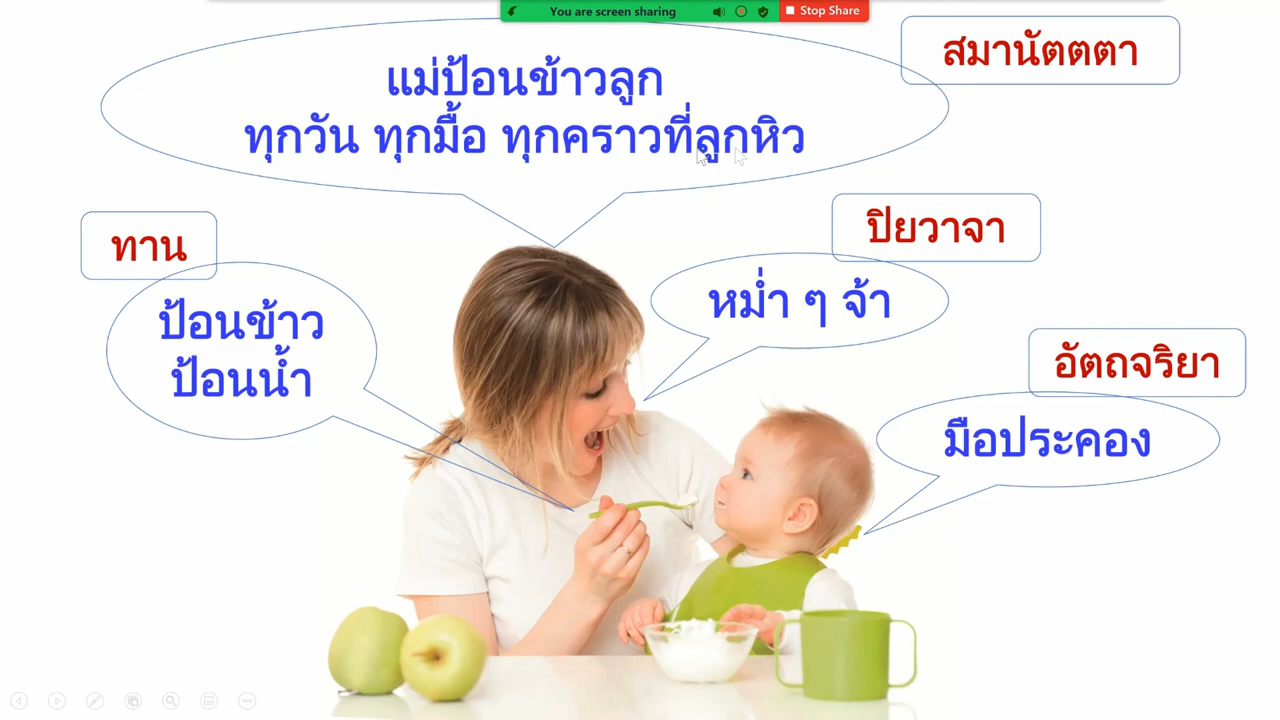 You are screen sharing
Stop Share
สมานัตตตา
แม่ป้อนข้าวลูก
ทุกวัน ทุกมื้อ ทุกคราวที่ลูกหิว
ทาน
ป้อนข้าว
ป้อนน้ำ
ปิยวาจา
หม่ำ ๆ จ้า
อัตถจริยา
มือประคอง